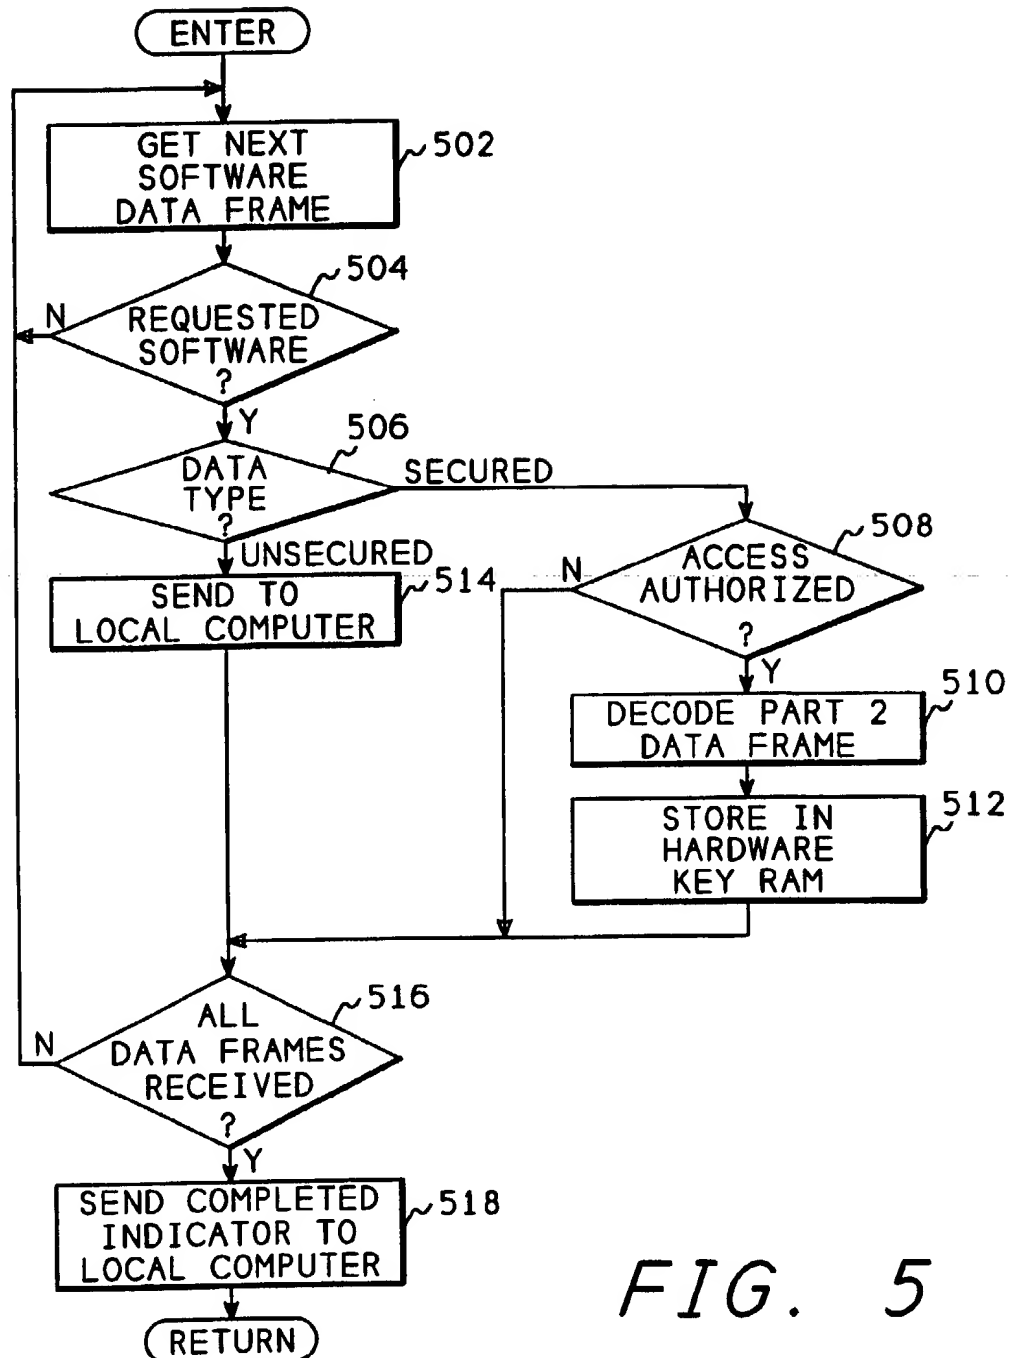 ENTER
GET NEXT
SOFTWARE
DATA FRAME
502
504
N
REQUESTED
SOFTWARE
?
Y
506
DATA
TYPE
?
SECURED
UNSECURED
508
N
ACCESS
AUTHORIZED
?
Y
514
SEND TO
LOCAL COMPUTER
510
DECODE PART 2
DATA FRAME
512
STORE IN
HARDWARE
KEY RAM
516
N
ALL
DATA FRAMES
RECEIVED
?
Y
SEND COMPLETED
INDICATOR TO
LOCAL COMPUTER
518
RETURN
FIG. 5